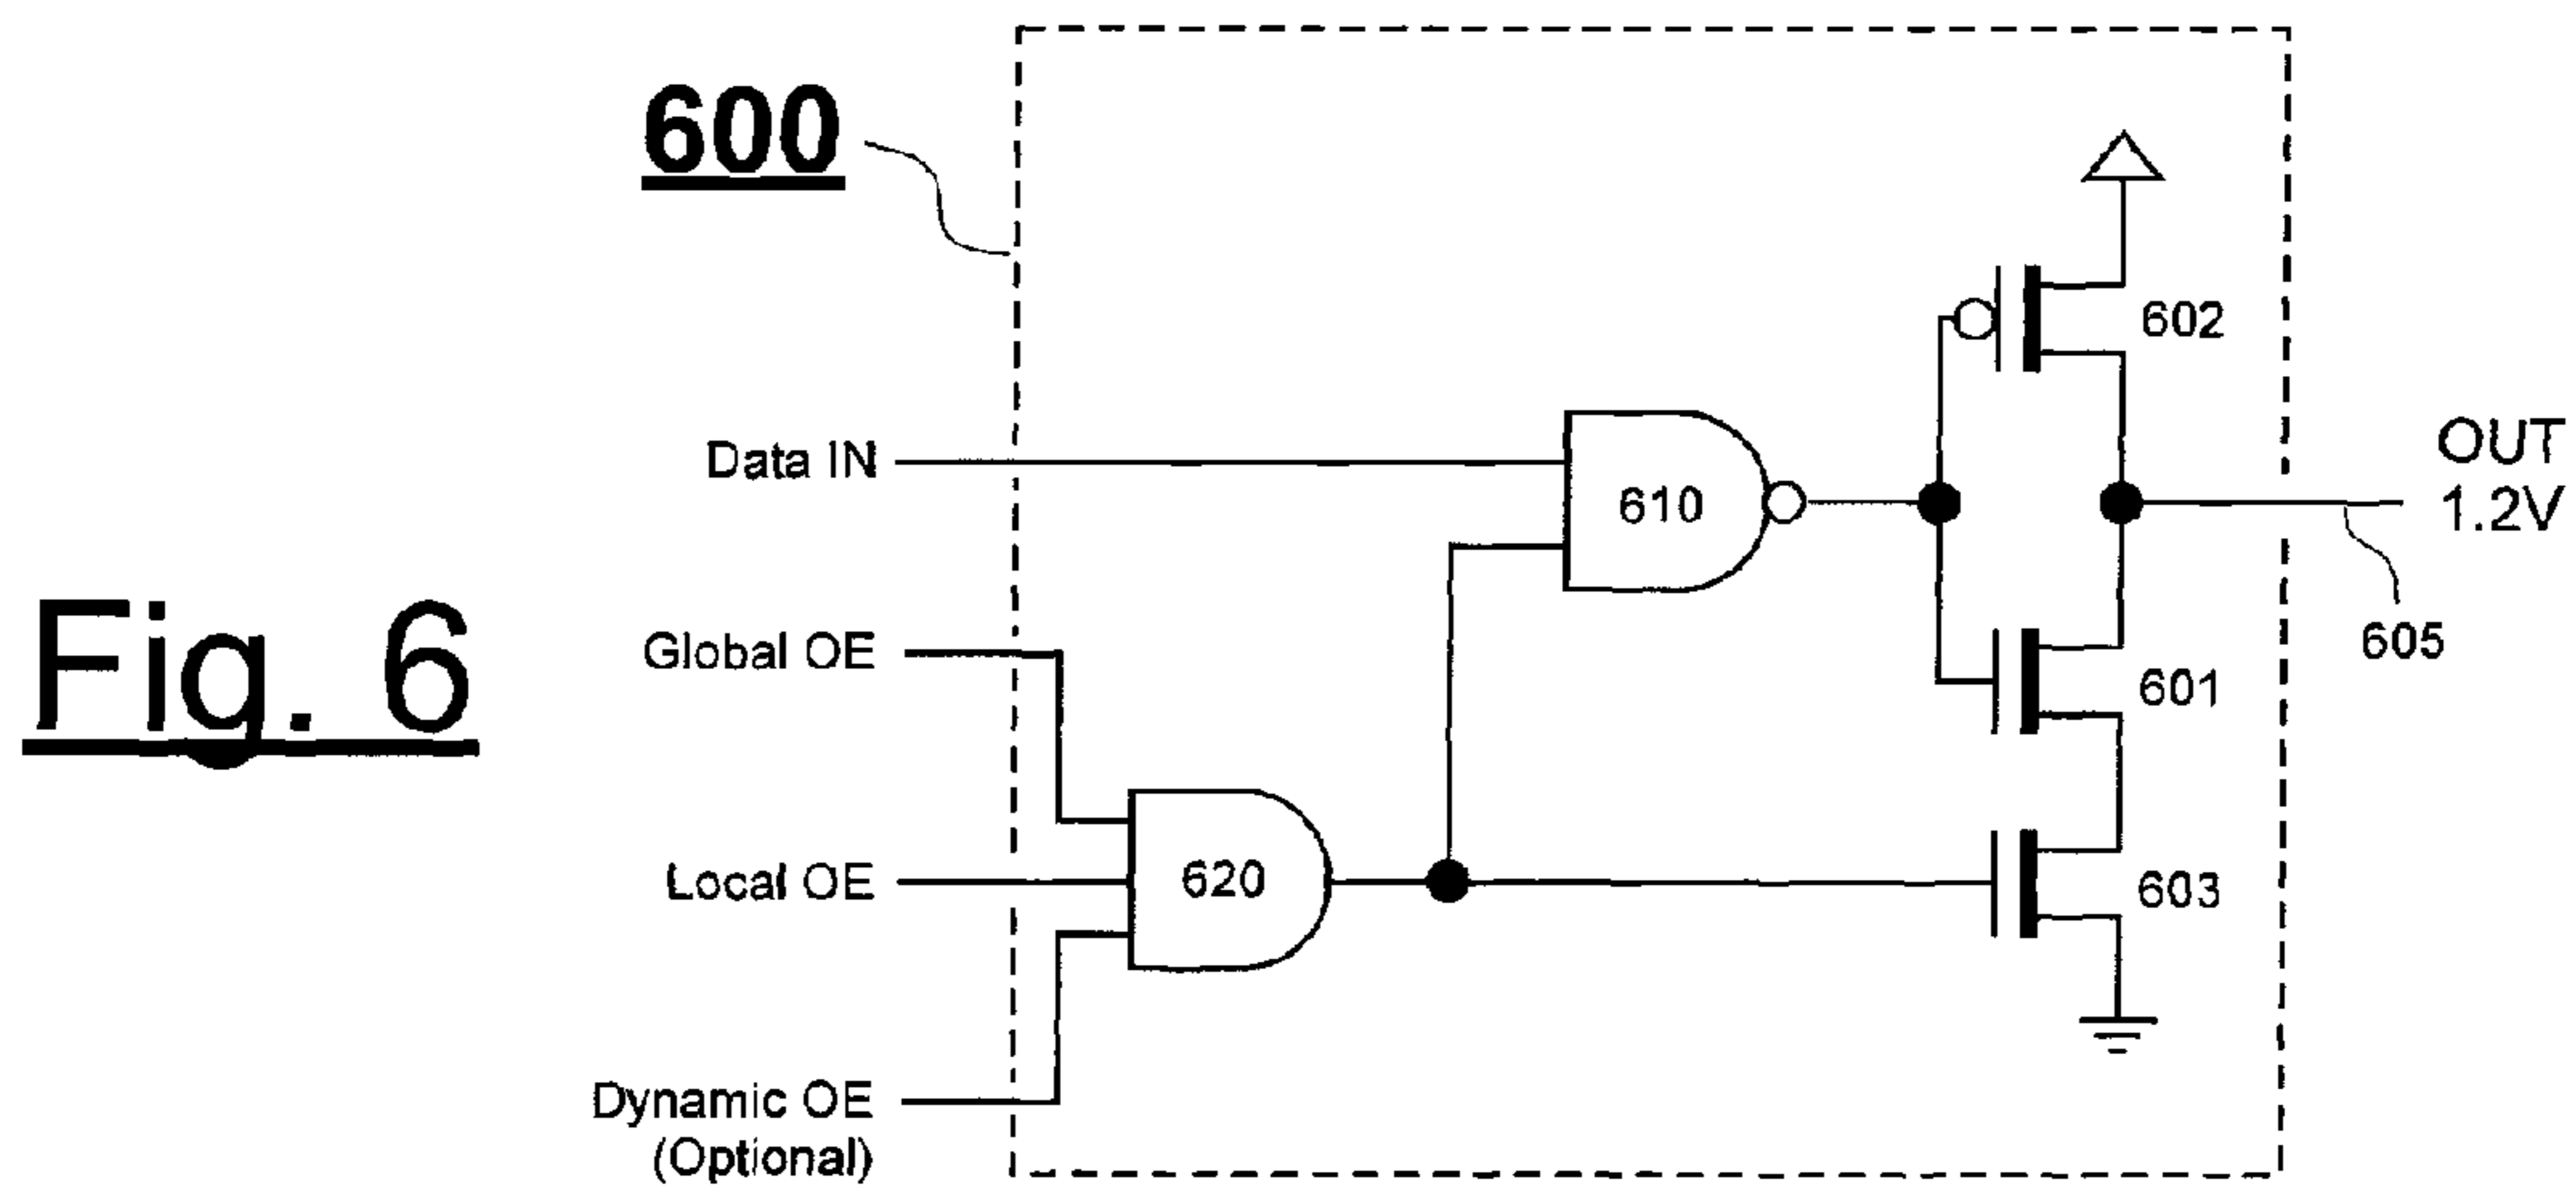 600
602
Data IN
610
OUT
1.2V
Fig. 6
Global OE
605
601
Local OE
620
603
Dynamic OE
(Optional)